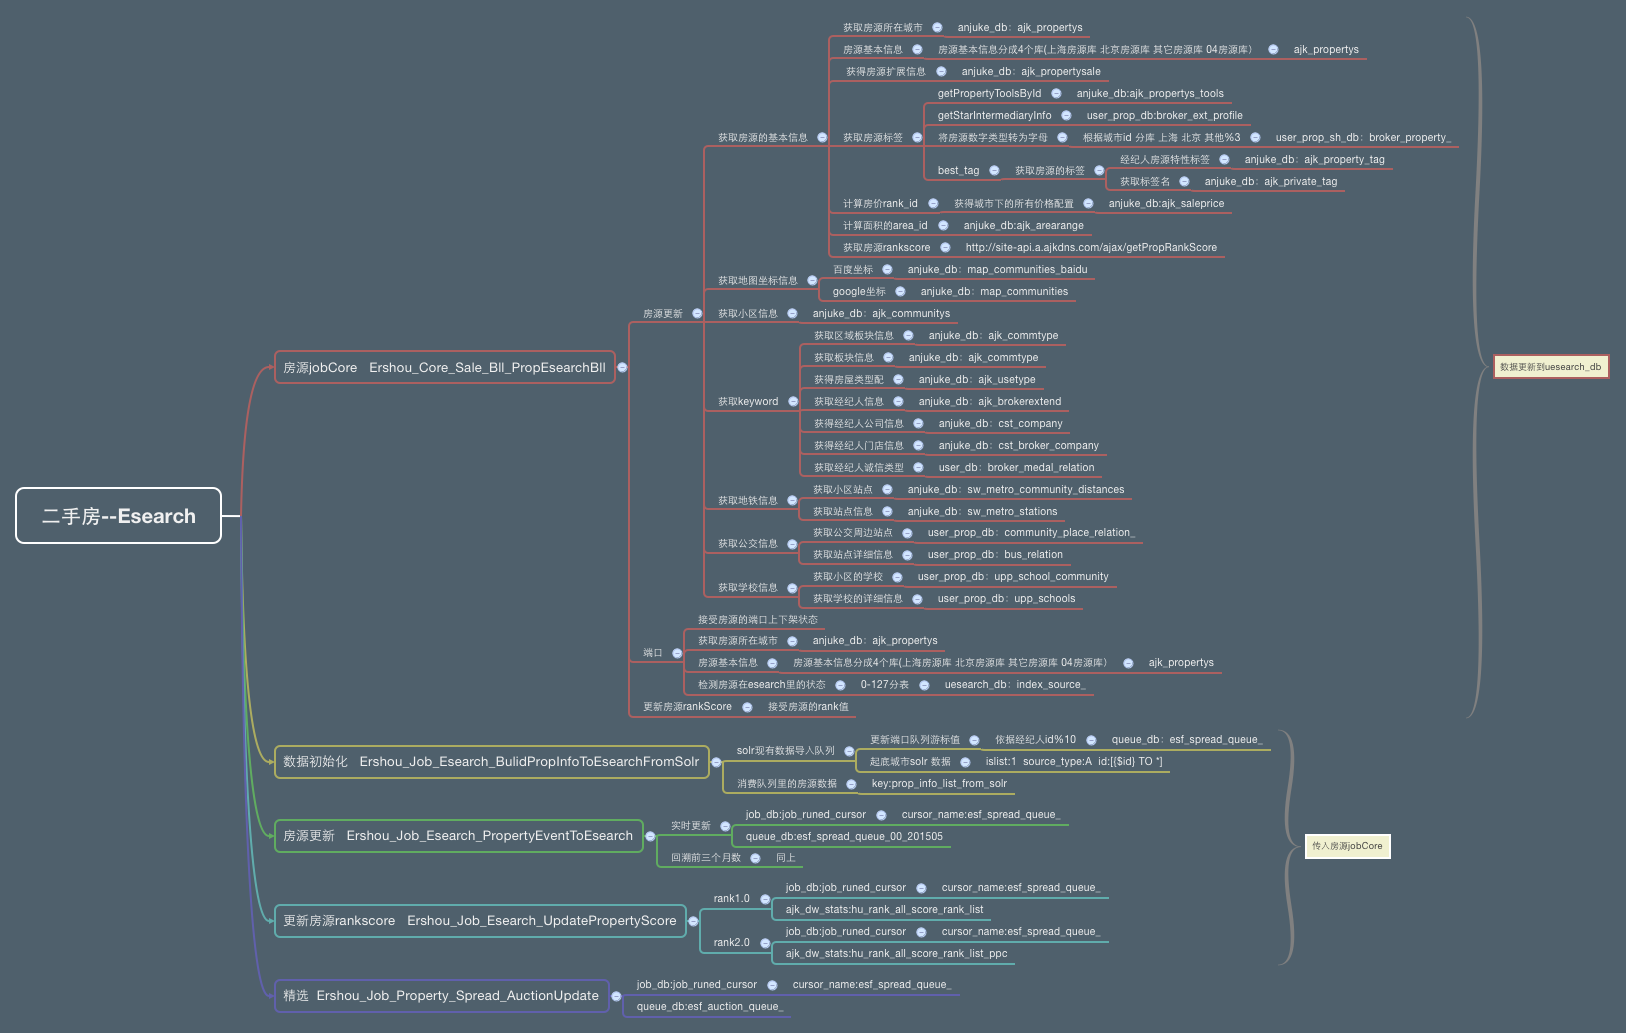 二手房--Esearch
房源jobCore Ershou_Core_Sale_Bll_PropEsearchBll
房源更新
获取房源的基本信息
获取房源所在城市 anjuke_db: ajk_propertys
房源基本信息 房源基本信息分成4个库(上海房源库 北京房源库 其它房源库 04房源库) ajk_propertys
获得房源扩展信息 anjuke_db: ajk_propertysale
获取房源标签
getPropertyToolsById anjuke_db:ajk_propertys_tools
getStarIntermediaryInfo user_prop_db:broker_ext_profile
将房源数字类型转为字母 根据城市id 分库 上海 北京 其他%3 user_prop_sh_db: broker_property_
best_tag 获取房源的标签
经纪人房源特性标签 anjuke_db: ajk_property_tag
获取标签名 anjuke_db: ajk_private_tag
计算房价rank_id 获得城市下的所有价格配置 anjuke_db:ajk_saleprice
计算面积的area_id anjuke_db:ajk_arearange
获取房源rankscore http://site-api.a.ajkdns.com/ajax/getPropRankScore
获取地图坐标信息
百度坐标 anjuke_db: map_communities_baidu
google坐标 anjuke_db: map_communities
获取小区信息 anjuke_db: ajk_communitys
获取keyword
获取区域板块信息 anjuke_db: ajk_commtype
获取板块信息 anjuke_db: ajk_commtype
获得房屋类型配 anjuke_db: ajk_usetype
获取经纪人信息 anjuke_db: ajk_brokerextend
获得经纪人公司信息 anjuke_db: cst_company
获得经纪人门店信息 anjuke_db: cst_broker_company
获取经纪人诚信类型 user_db: broker_medal_relation
获取地铁信息
获取小区站点 anjuke_db: sw_metro_community_distances
获取站点信息 anjuke_db: sw_metro_stations
获取公交信息
获取公交周边站点 user_prop_db: community_place_relation_
获取站点详细信息 user_prop_db: bus_relation
获取学校信息
获取小区的学校 user_prop_db: upp_school_community
获取学校的详细信息 user_prop_db: upp_schools
端口
接受房源的端口上下架状态
获取房源所在城市 anjuke_db: ajk_propertys
房源基本信息 房源基本信息分成4个库(上海房源库 北京房源库 其它房源库 04房源库) ajk_propertys
检测房源在esearch里的状态 0-127分表 uesearch_db: index_source_
更新房源rankScore 接受房源的rank值
数据更新到uesearch_db
数据初始化 Ershou_Job_Esearch_BulidPropInfoToEsearchFromSolr
solr现有数据导入队列
更新端口队列游标值 依据经纪人id%10 queue_db: esf_spread_queue_
起底城市solr 数据 islist:1 source_type:A id:[{$id} TO *]
消费队列里的房源数据 key:prop_info_list_from_solr
房源更新 Ershou_Job_Esearch_PropertyEventToEsearch
实时更新
job_db:job_runed_cursor cursor_name:esf_spread_queue_
queue_db:esf_spread_queue_00_201505
回溯前三个月数 同上
更新房源rankscore Ershou_Job_Esearch_UpdatePropertyScore
rank1.0
job_db:job_runed_cursor cursor_name:esf_spread_queue_
ajk_dw_stats:hu_rank_all_score_rank_list
rank2.0
job_db:job_runed_cursor cursor_name:esf_spread_queue_
ajk_dw_stats:hu_rank_all_score_rank_list_ppc
传入房源jobCore
精选 Ershou_Job_Property_Spread_AuctionUpdate
job_db:job_runed_cursor cursor_name:esf_spread_queue_
queue_db:esf_auction_queue_